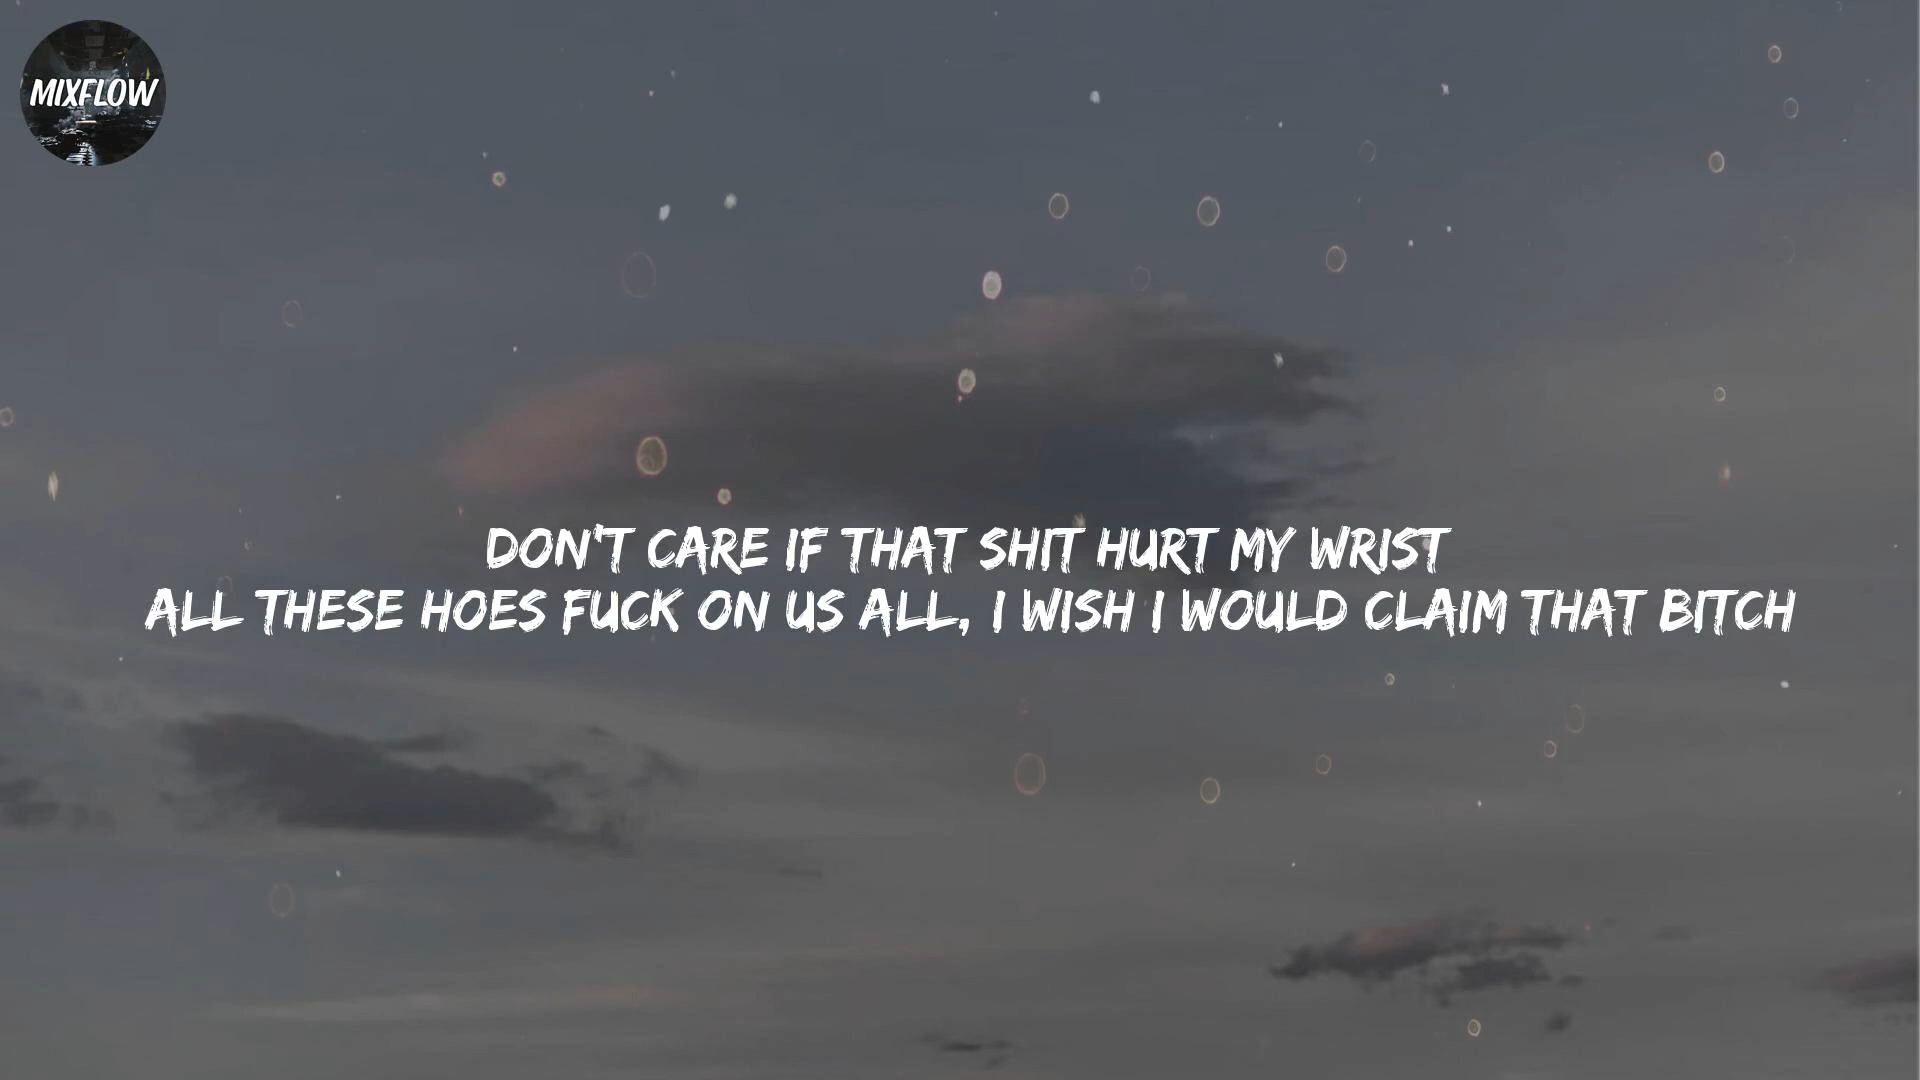 MIXFLOW
DON'T CARE IF THAT SHIT HURT MY WRIST
ALL THESE HOES FUCK ON US ALL, I WISH I WOULD CLAIM THAT BITCH